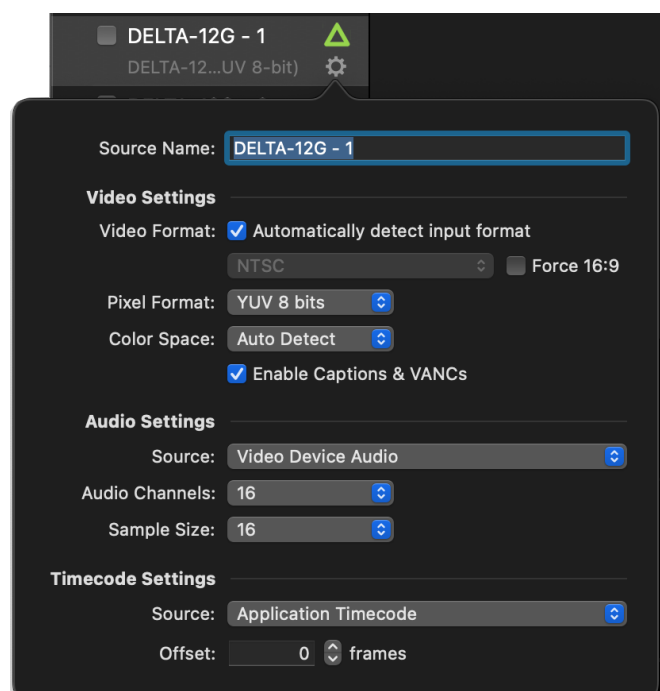 DELTA-12G - 1
DELTA-12...UV 8-bit)
Source Name: DELTA-12G - 1
Video Settings
Video Format: Automatically detect input format
NTSC Force 16:9
Pixel Format: YUV 8 bits
Color Space: Auto Detect
Enable Captions & VANCs
Audio Settings
Source: Video Device Audio
Audio Channels: 16
Sample Size: 16
Timecode Settings
Source: Application Timecode
Offset: 0 frames